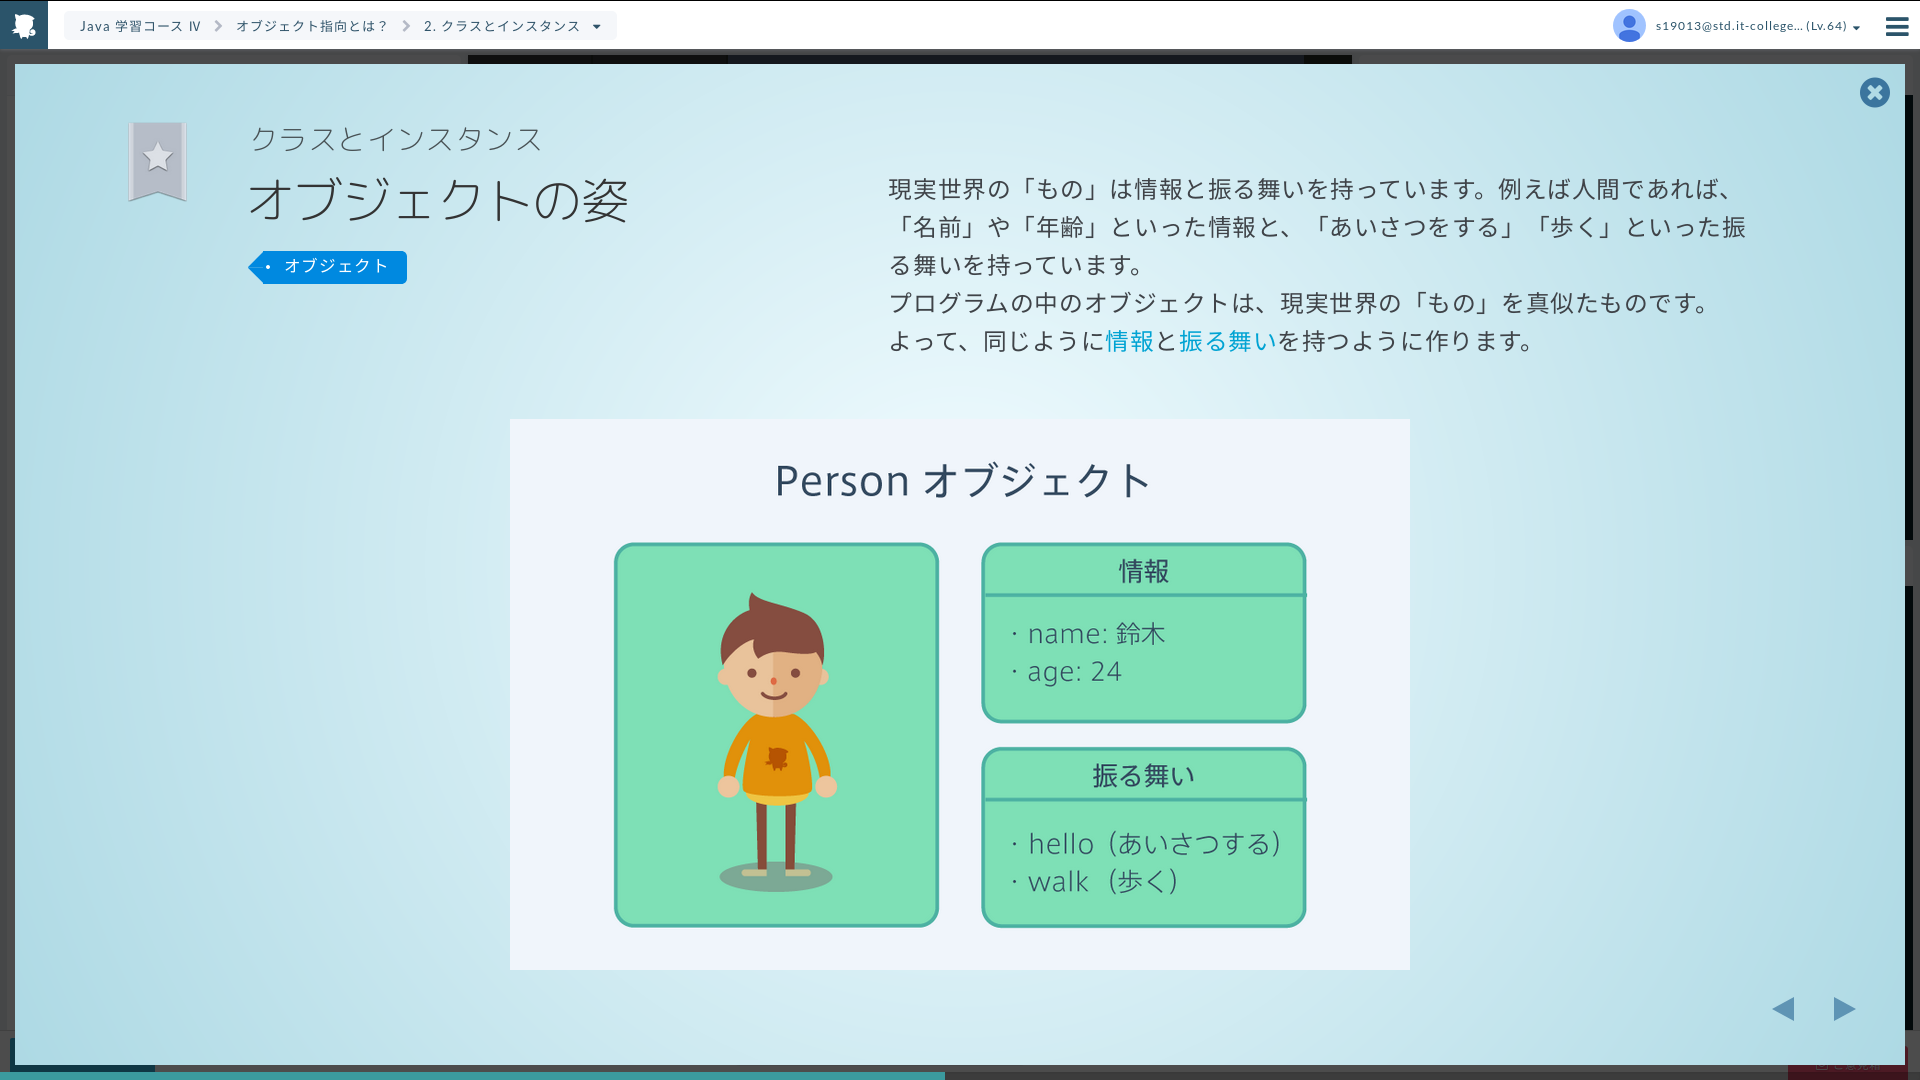 Java 学習コース Ⅳ
オブジェクト指向とは？
2. クラスとインスタンス
s19013@std.it-college... (Lv.64)
クラスとインスタンス
オブジェクトの姿
オブジェクト
現実世界の「もの」は情報と振る舞いを持っています。例えば人間であれば、
「名前」や「年齢」といった情報と、「あいさつをする」「歩く」といった振
る舞いを持っています。
プログラムの中のオブジェクトは、現実世界の「もの」を真似たものです。
よって、同じように情報と振る舞いを持つように作ります。
Person オブジェクト
情報
・name: 鈴木
・age: 24
振る舞い
・hello（あいさつする）
・walk （歩く）